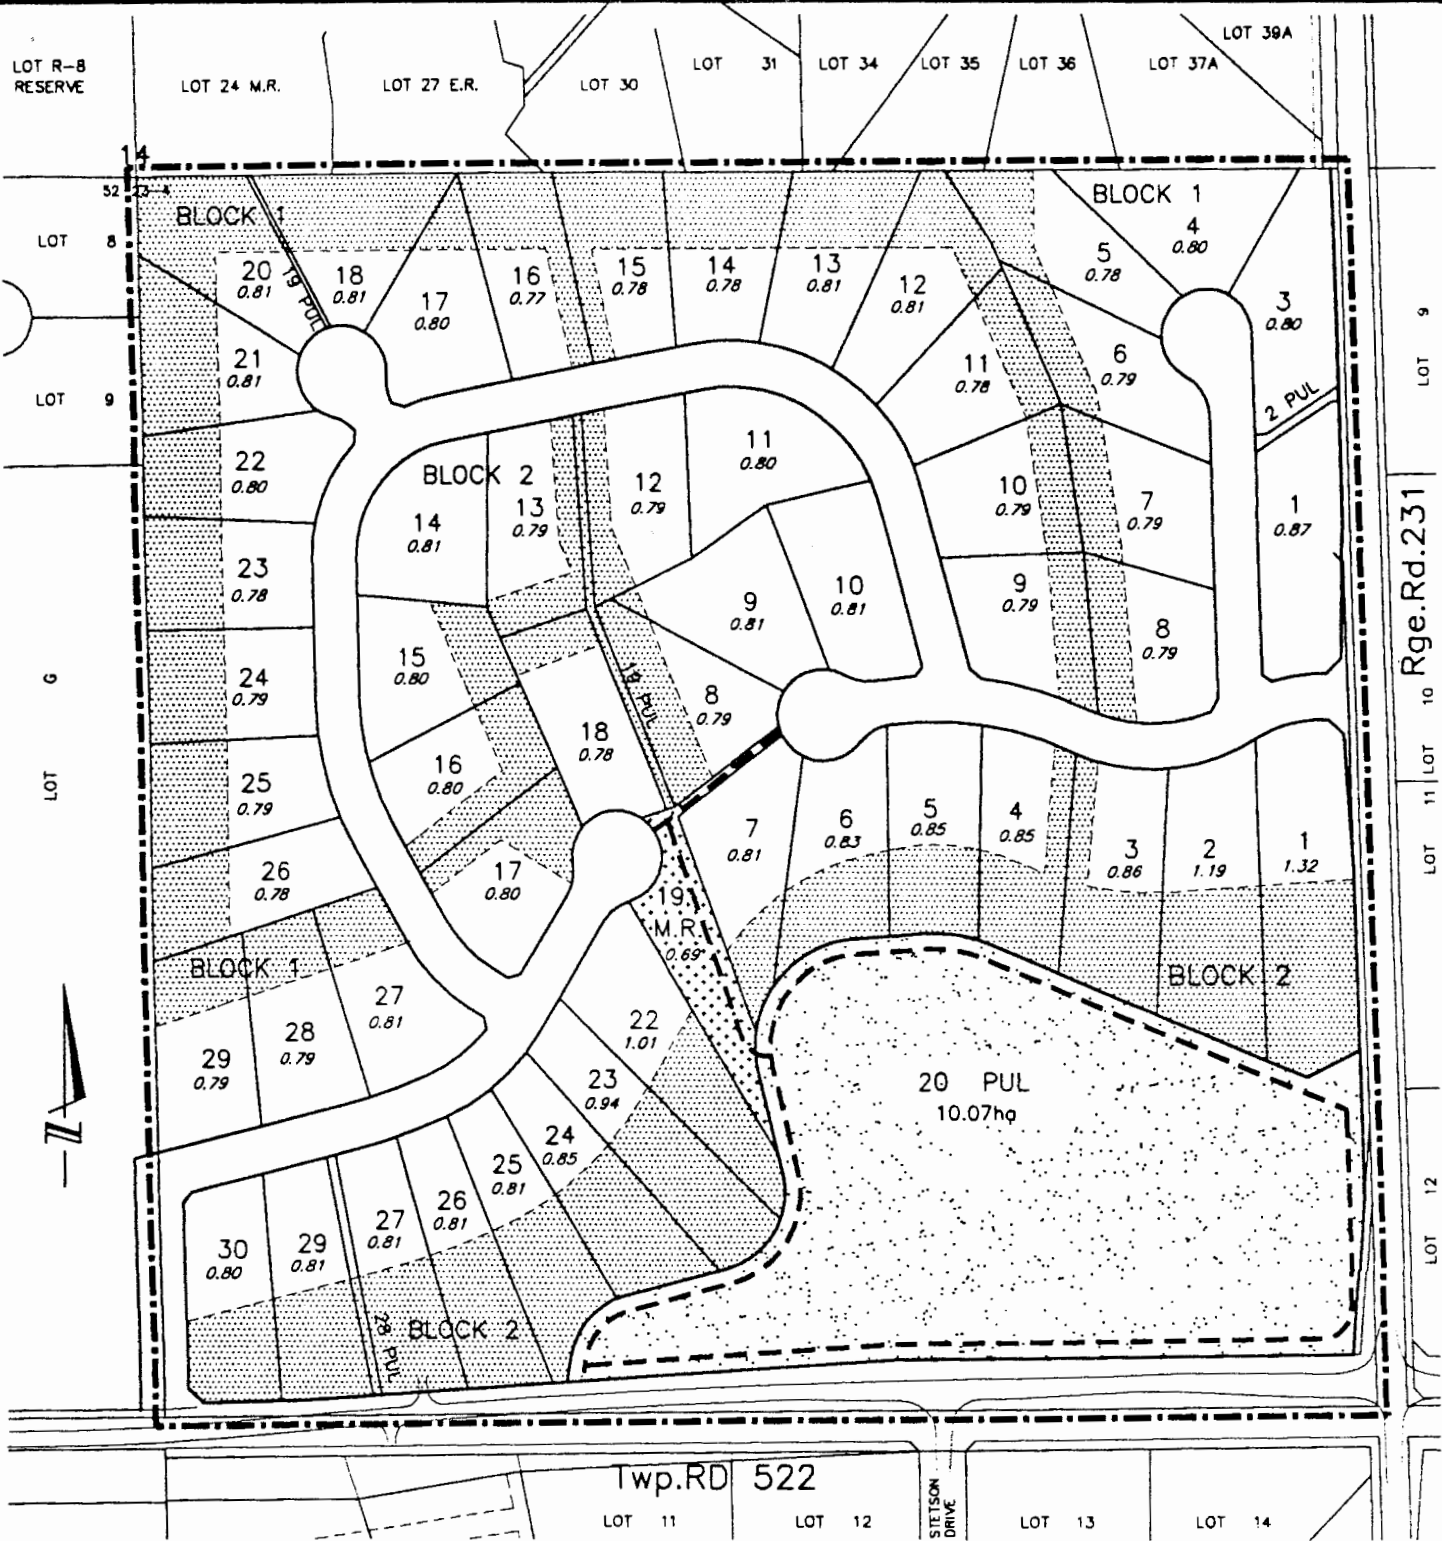 LOT 39A
LOT R-8
RESERVE
LOT 24 M.R.
LOT 27 E.R.
LOT 30
LOT 31
LOT 34
LOT 35
LOT 36
LOT 37A
14
52 23-4
BLOCK 1
BLOCK 1
LOT 8
4
0.80
5
0.78
20
0.81
19 PUL
18
0.81
17
0.80
16
0.77
15
0.78
14
0.78
13
0.81
12
0.81
3
0.80
LOT 9
21
0.81
11
0.78
6
0.79
2 PUL
LOT 9
22
0.80
BLOCK 2
14
0.81
13
0.79
12
0.79
11
0.80
10
0.79
7
0.79
1
0.87
Rge.Rd.231
23
0.78
9
0.81
10
0.81
9
0.79
8
0.79
24
0.79
15
0.80
19 PUL
8
0.79
18
0.78
LOT G
LOT 10
25
0.79
16
0.80
7
0.81
6
0.83
5
0.85
4
0.85
3
0.86
2
1.19
1
1.32
LOT 11
26
0.78
17
0.80
19
M.R.
0.69
BLOCK 1
BLOCK 2
27
0.81
28
0.79
29
0.79
22
1.01
23
0.94
20 PUL
10.07ha
N
24
0.85
25
0.81
26
0.81
27
0.81
29
0.81
30
0.80
LOT 12
28 PUL
BLOCK 2
Twp.RD 522
STETSON
DRIVE
LOT 11
LOT 12
LOT 13
LOT 14